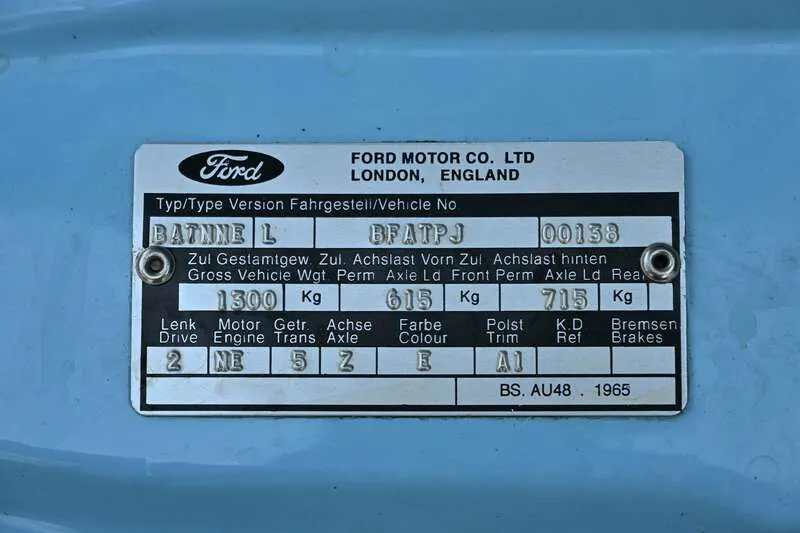 Ford
FORD MOTOR CO. LTD
LONDON, ENGLAND
Typ/Type Version Fahrgestell/Vehicle No.
BATNNE L BFATPJ 00138
Zul Gestamtgew. Zul. Achslast Vorn Zul. Achslast hinten
Gross Vehicle Wgt. Perm. Axle Ld Front Perm. Axle Ld Rear
1300 Kg 615 Kg 715 Kg
Lenk Motor Getr. Achse Farbe Polst K.D Bremsen
Drive Engine Trans Axle Colour Trim Ref Brakes
2 NE 5 Z E A1
BS. AU48 . 1965